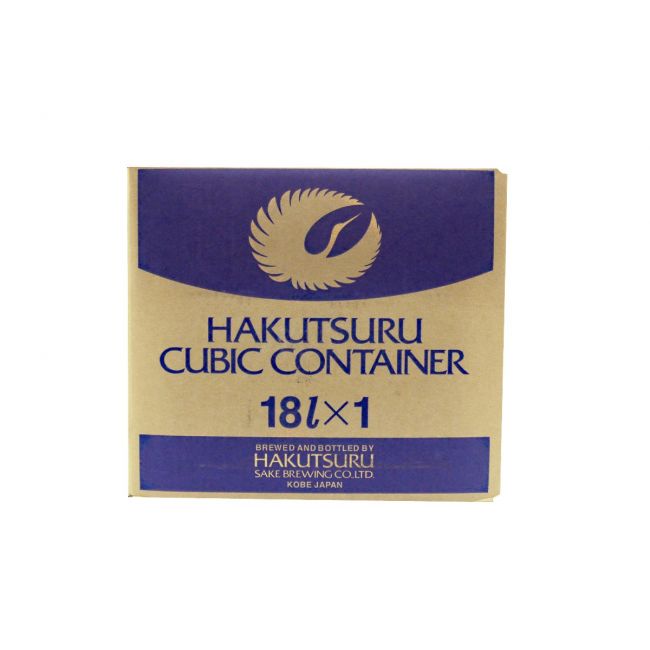 HAKUTSURU
CUBIC CONTAINER
18l×1
BREWED AND BOTTLED BY
HAKUTSURU
SAKE BREWING CO.,LTD.
KOBE JAPAN